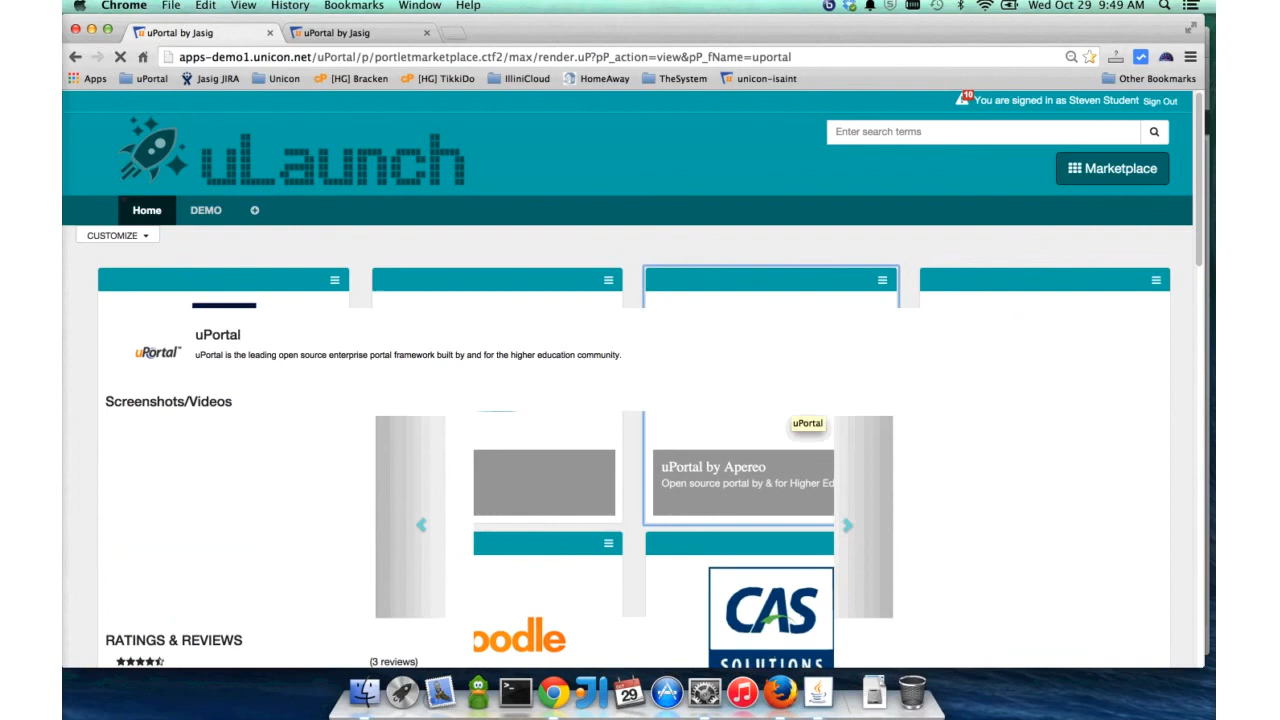 Chrome File Edit View History Bookmarks Window Help Wed Oct 29 9:49 AM
uPortal by Jasig uPortal by Jasig
apps-demo1.unicon.net/uPortal/p/portletmarketplace.ctf2/max/render.uP?pP_action=view&pP_fName=uportal
Apps uPortal Jasig JIRA Unicon [HG] Bracken [HG] TikkiDo IlliniCloud HomeAway TheSystem unicon-isaint Other Bookmarks
10 You are signed in as Steven Student Sign Out
uLaunch
Enter search terms
Marketplace
Home DEMO
CUSTOMIZE
uPortal
uPortal
uPortal is the leading open source enterprise portal framework built by and for the higher education community.
Screenshots/Videos
uPortal
uPortal by Apereo
Open source portal by & for Higher Ed
oodle
CAS
SOLUTIONS
RATINGS & REVIEWS
(3 reviews)
29